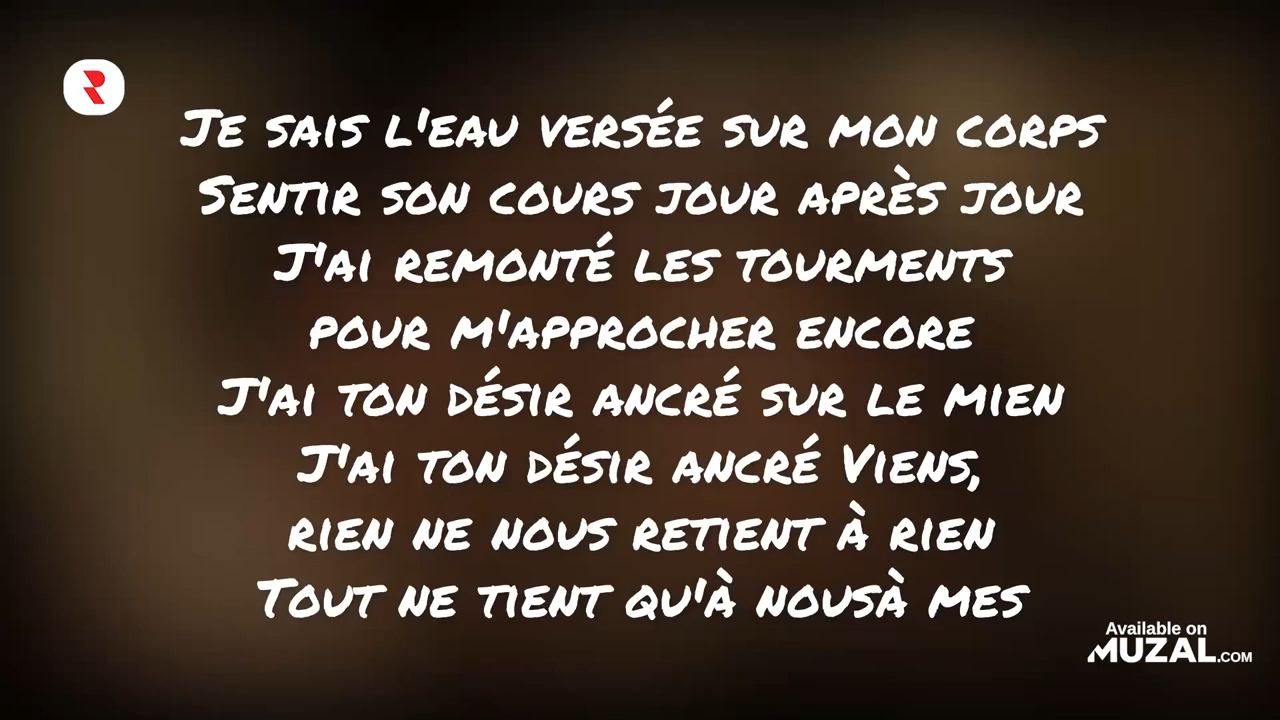 Je sais l'eau versée sur mon corps
Sentir son cours jour après jour
J'ai remonté les tourments
pour m'approcher encore
J'ai ton désir ancré sur le mien
J'ai ton désir ancré Viens,
rien ne nous retient à rien
Tout ne tient qu'à nousà mes
Available on
MUZAL.COM